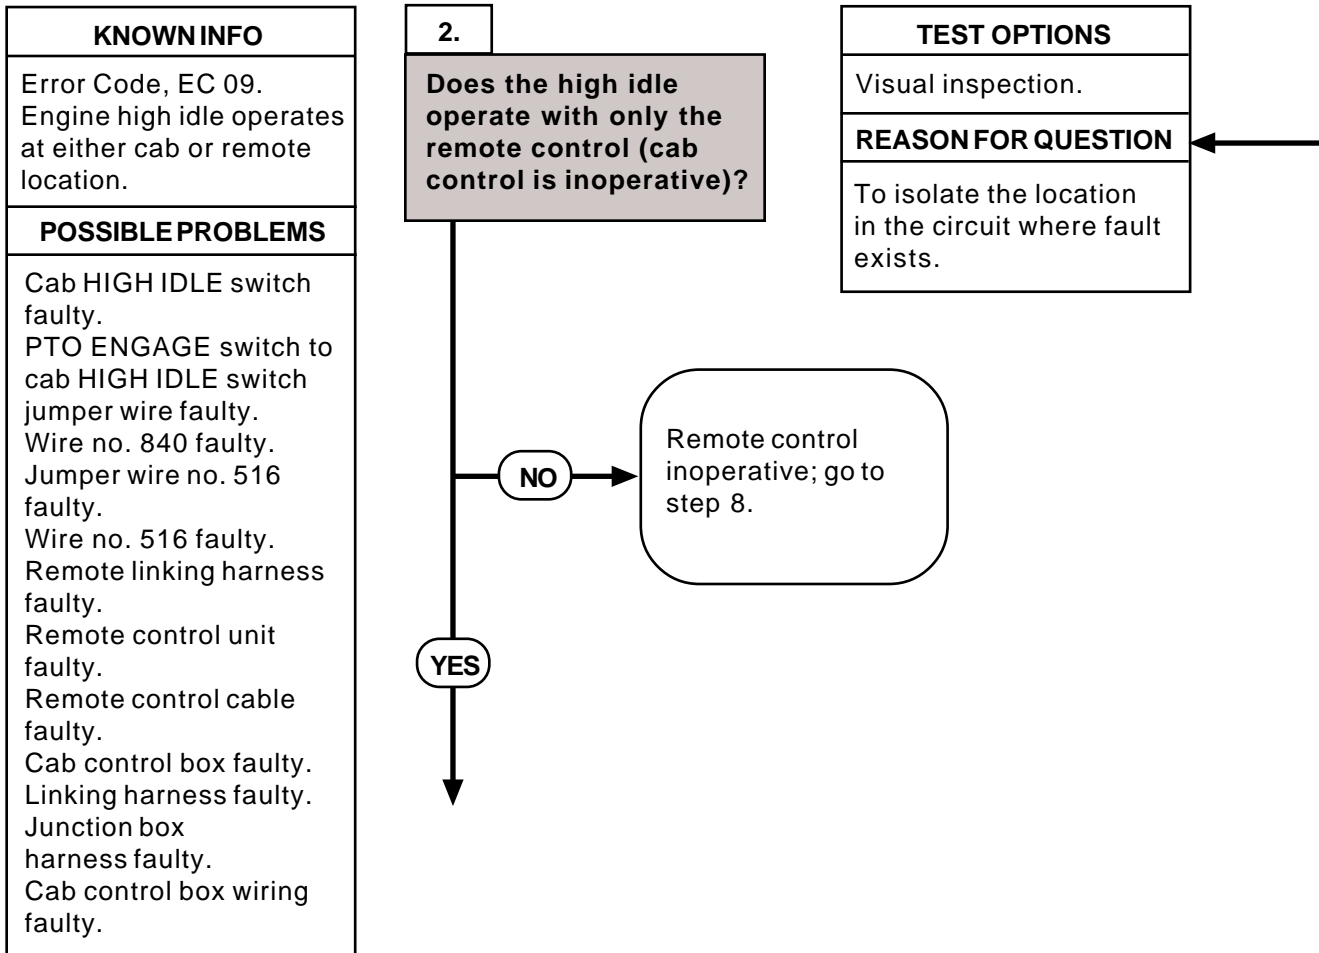 KNOWN INFO
Error Code, EC 09.
Engine high idle operates
at either cab or remote
location.
POSSIBLE PROBLEMS
Cab HIGH IDLE switch
faulty.
PTO ENGAGE switch to
cab HIGH IDLE switch
jumper wire faulty.
Wire no. 840 faulty.
Jumper wire no. 516
faulty.
Wire no. 516 faulty.
Remote linking harness
faulty.
Remote control unit
faulty.
Remote control cable
faulty.
Cab control box faulty.
Linking harness faulty.
Junction box
harness faulty.
Cab control box wiring
faulty.
2.
Does the high idle
operate with only the
remote control (cab
control is inoperative)?
NO
Remote control
inoperative; go to
step 8.
YES
TEST OPTIONS
Visual inspection.
REASON FOR QUESTION
To isolate the location
in the circuit where fault
exists.